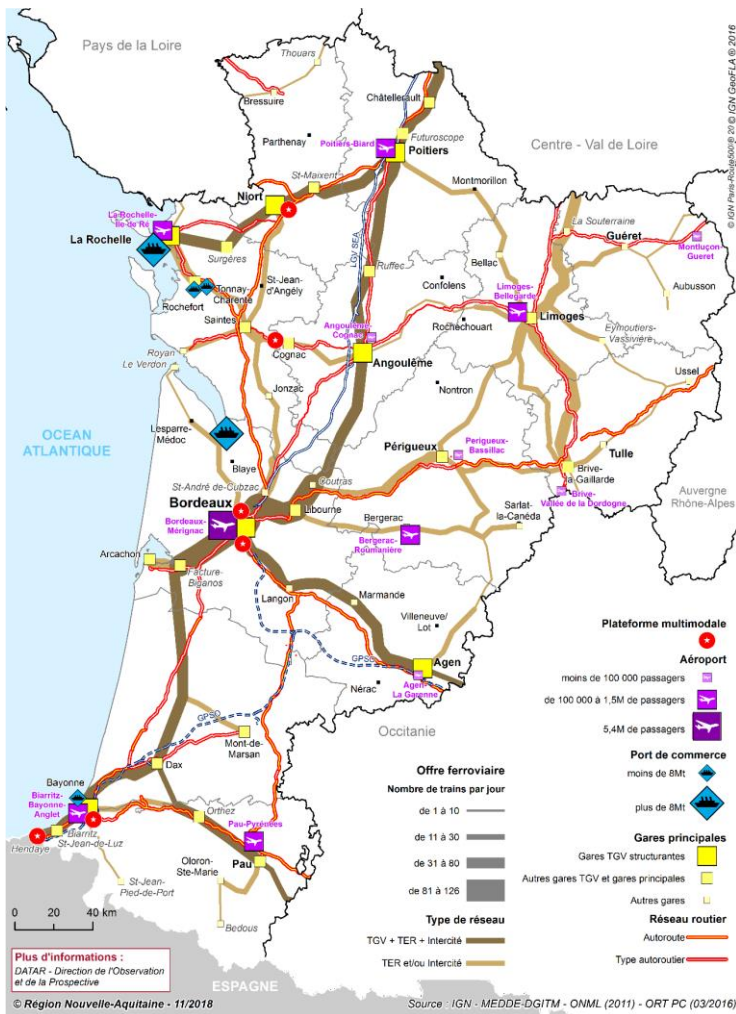 Pays de la Loire
Thouars
Bressuire
Châtellerault
Parthenay
Futuroscope
Poitiers-Biard
Poitiers
Centre - Val de Loire
© IGN Paris-Route500® 20 © IGN GeoFLA ® 2016
St-Maixent
Niort
Montmorillon
La Rochelle-
Ile de Ré
La Rochelle
Surgères
LGV SEA
La Souterraine
Guéret
Montluçon-
Gueret
Ruffec
Bellac
Tonnay-
Charente
Rochefort
St-Jean
d'Angély
Confolens
Limoges-
Bellegarde
Limoges
Aubusson
Saintes
Angoulême-
Cognac
Rochechouart
Eymoutiers-
Vassivière
Royan
Le Verdon
Cognac
Angoulême
Jonzac
Nontron
Ussel
Lesparre-
Médoc
OCEAN
ATLANTIQUE
Blaye
Périgueux
Perigueux-
Bassillac
Tulle
Brive-
la-Gaillarde
St-André de-Cubzac
Coutras
Brive-
Vallée de la Dordogne
Auvergne
Rhône-Alpes
Bordeaux
Libourne
Bordeaux-
Mérignac
Bergerac
Sarlat-
la-Canéda
Bergerac-
Roumanière
Arcachon
Facture-
Biganos
Langon
Marmande
Villeneuve/
Lot
GPSO
Agen
Agen-
La Garenne
Nérac
Occitanie
GPSO
Mont-de-
Marsan
Dax
Bayonne
Biarritz-
Bayonne-
Anglet
Biarritz
St-Jean-de-Luz
Hendaye
Orthez
Pau-Pyrénées
Pau
Oloron-
Ste-Marie
St-Jean-
Pied-de-Port
Bedous
0 20 40 km
ESPAGNE
Plateforme multimodale
Aéroport
moins de 100 000 passagers
de 100 000 à 1,5M de passagers
5,4M de passagers
Port de commerce
moins de 8Mt
plus de 8Mt
Gares principales
Gares TGV structurantes
Autres gares TGV et gares principales
Autres gares
Réseau routier
Autoroute
Type autoroutier
Offre ferroviaire
Nombre de trains par jour
de 1 à 10
de 11 à 30
de 31 à 80
de 81 à 126
Type de réseau
TGV + TER + Intercité
TER et/ou Intercité
Plus d'informations :
DATAR - Direction de l'Observation
et de la Prospective
© Région Nouvelle-Aquitaine - 11/2018
Source : IGN - MEDDE-DGITM - ONML (2011) - ORT PC (03/2016)